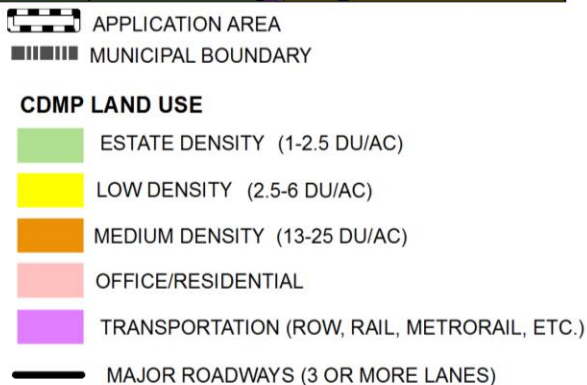 APPLICATION AREA
MUNICIPAL BOUNDARY
CDMP LAND USE
ESTATE DENSITY (1-2.5 DU/AC)
LOW DENSITY (2.5-6 DU/AC)
MEDIUM DENSITY (13-25 DU/AC)
OFFICE/RESIDENTIAL
TRANSPORTATION (ROW, RAIL, METRORAIL, ETC.)
MAJOR ROADWAYS (3 OR MORE LANES)